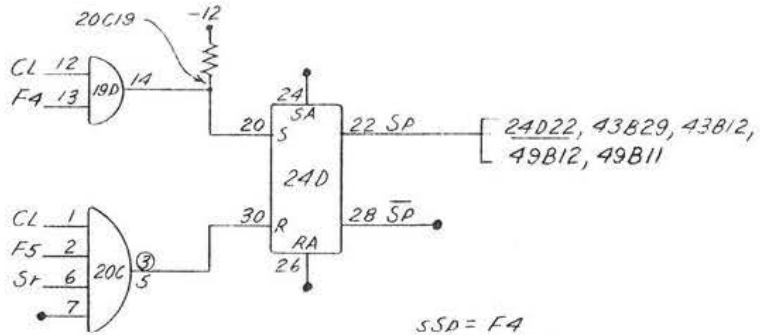 20C19
-12
CL 12
F4 13
19D
14
24
SA
20 S
22 Sp
24D22, 43B29, 43B12,
49B12, 49B11
24D
30 R
28 Sp
RA
26
CL 1
F5 2
Sr 6
7
20C
3
5
sSp = F4